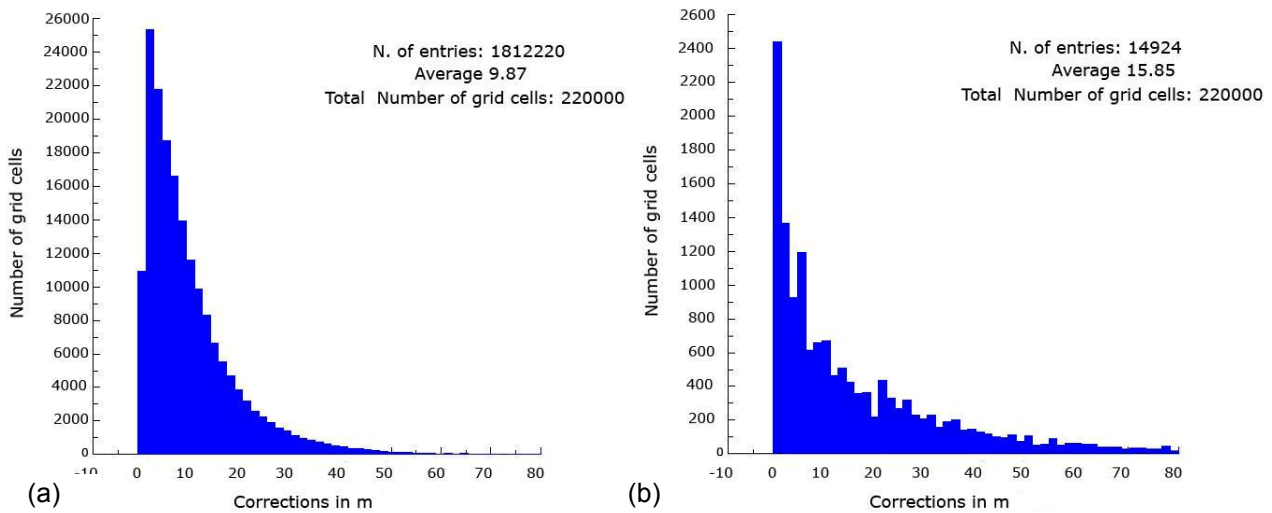 26000
24000
22000
20000
18000
16000
14000
12000
10000
8000
6000
4000
2000
0
Number of grid cells
N. of entries: 1812220
Average 9.87
Total Number of grid cells: 220000
-10 0 10 20 30 40 50 60 70 80
(a) Corrections in m
2600
2400
2200
2000
1800
1600
1400
1200
1000
800
600
400
200
0
Number of grid cells
N. of entries: 14924
Average 15.85
Total Number of grid cells: 220000
-10 0 10 20 30 40 50 60 70 80
(b) Corrections in m